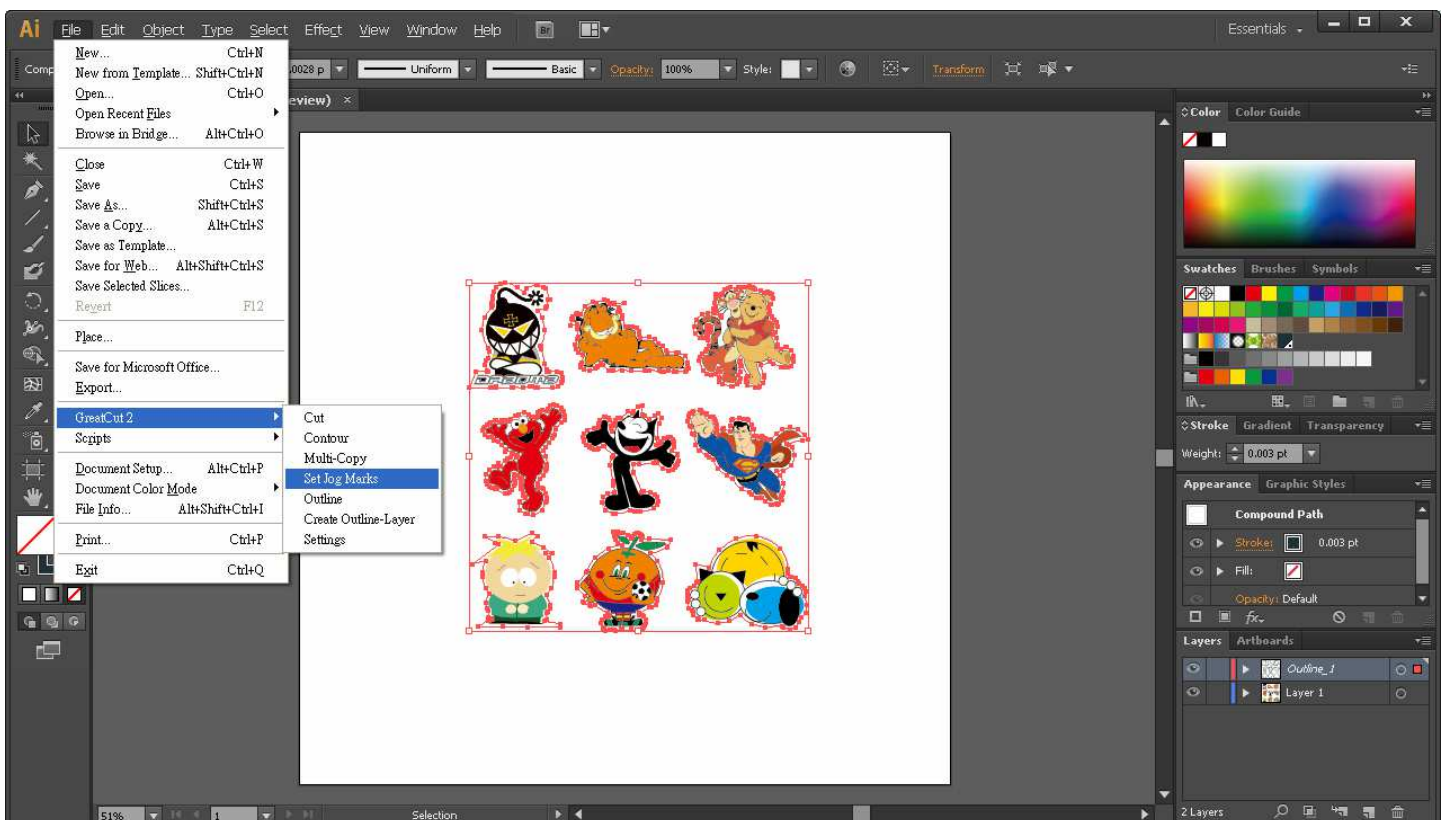 Ai File Edit Object Type Select Effect View Window Help Br Essentials
Comp .0028 p Uniform Basic Opacity: 100% Style: Transform
eview) ×
New... Ctrl+N
New from Template... Shift+Ctrl+N
Open... Ctrl+O
Open Recent Files
Browse in Bridge... Alt+Ctrl+O
Close Ctrl+W
Save Ctrl+S
Save As... Shift+Ctrl+S
Save a Copy... Alt+Ctrl+S
Save as Template...
Save for Web... Alt+Shift+Ctrl+S
Save Selected Slices...
Revert F12
Place...
Save for Microsoft Office...
Export...
GreatCut 2
Scripts
Document Setup... Alt+Ctrl+P
Document Color Mode
File Info... Alt+Shift+Ctrl+I
Print... Ctrl+P
Exit Ctrl+Q
Cut
Contour
Multi-Copy
Set Jog Marks
Outline
Create Outline-Layer
Settings
Color Color Guide
Swatches Brushes Symbols
Stroke Gradient Transparency
Weight: 0.003 pt
Appearance Graphic Styles
Compound Path
Stroke: 0.003 pt
Fill:
Opacity: Default
fx
Layers Artboards
Outline_1
Layer 1
2 Layers
51% 1 Selection